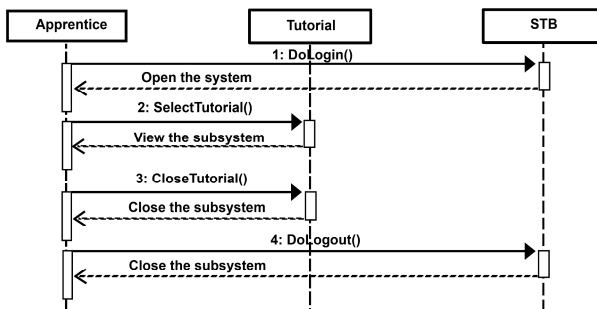 Apprentice Tutorial STB
1: DoLogin()
Open the system
2: SelectTutorial()
View the subsystem
3: CloseTutorial()
Close the subsystem
4: DoLogout()
Close the subsystem